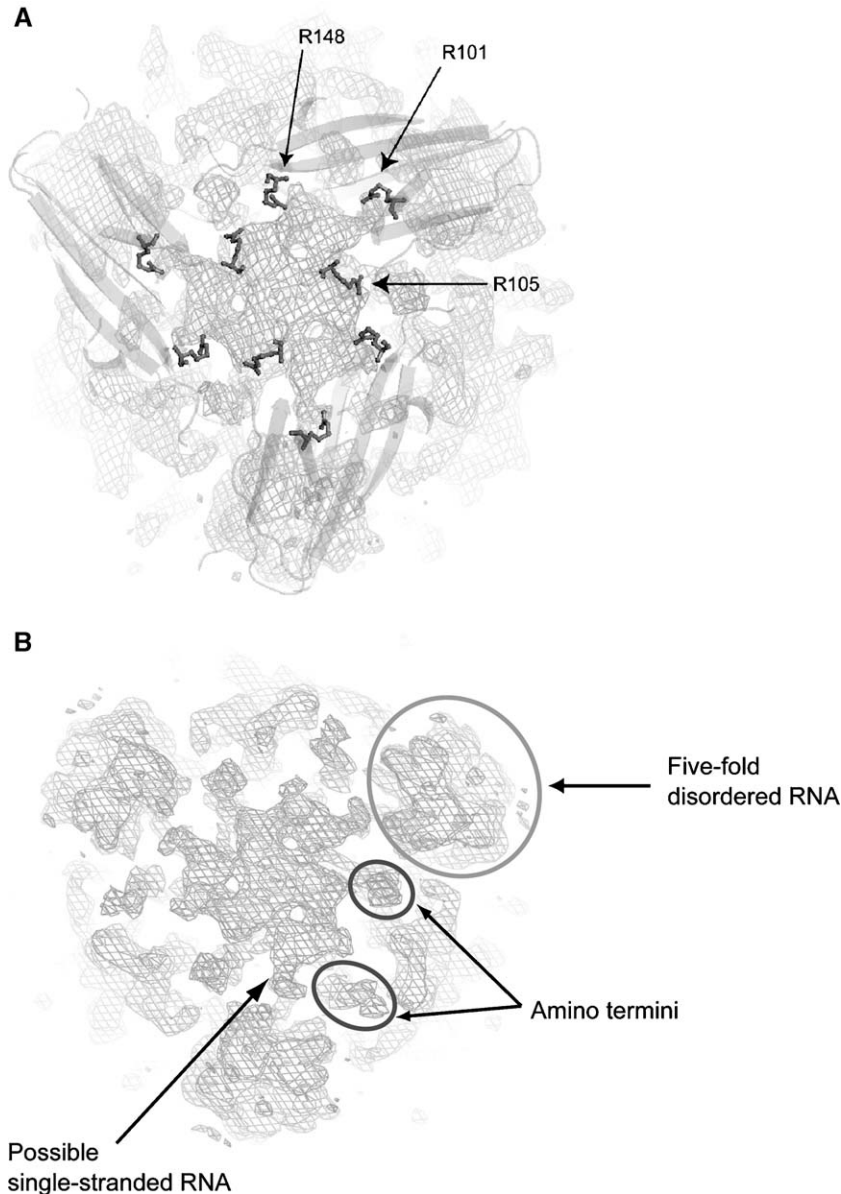 A
R148
R101
R105
B
Five-fold
disordered RNA
Amino termini
Possible
single-stranded RNA